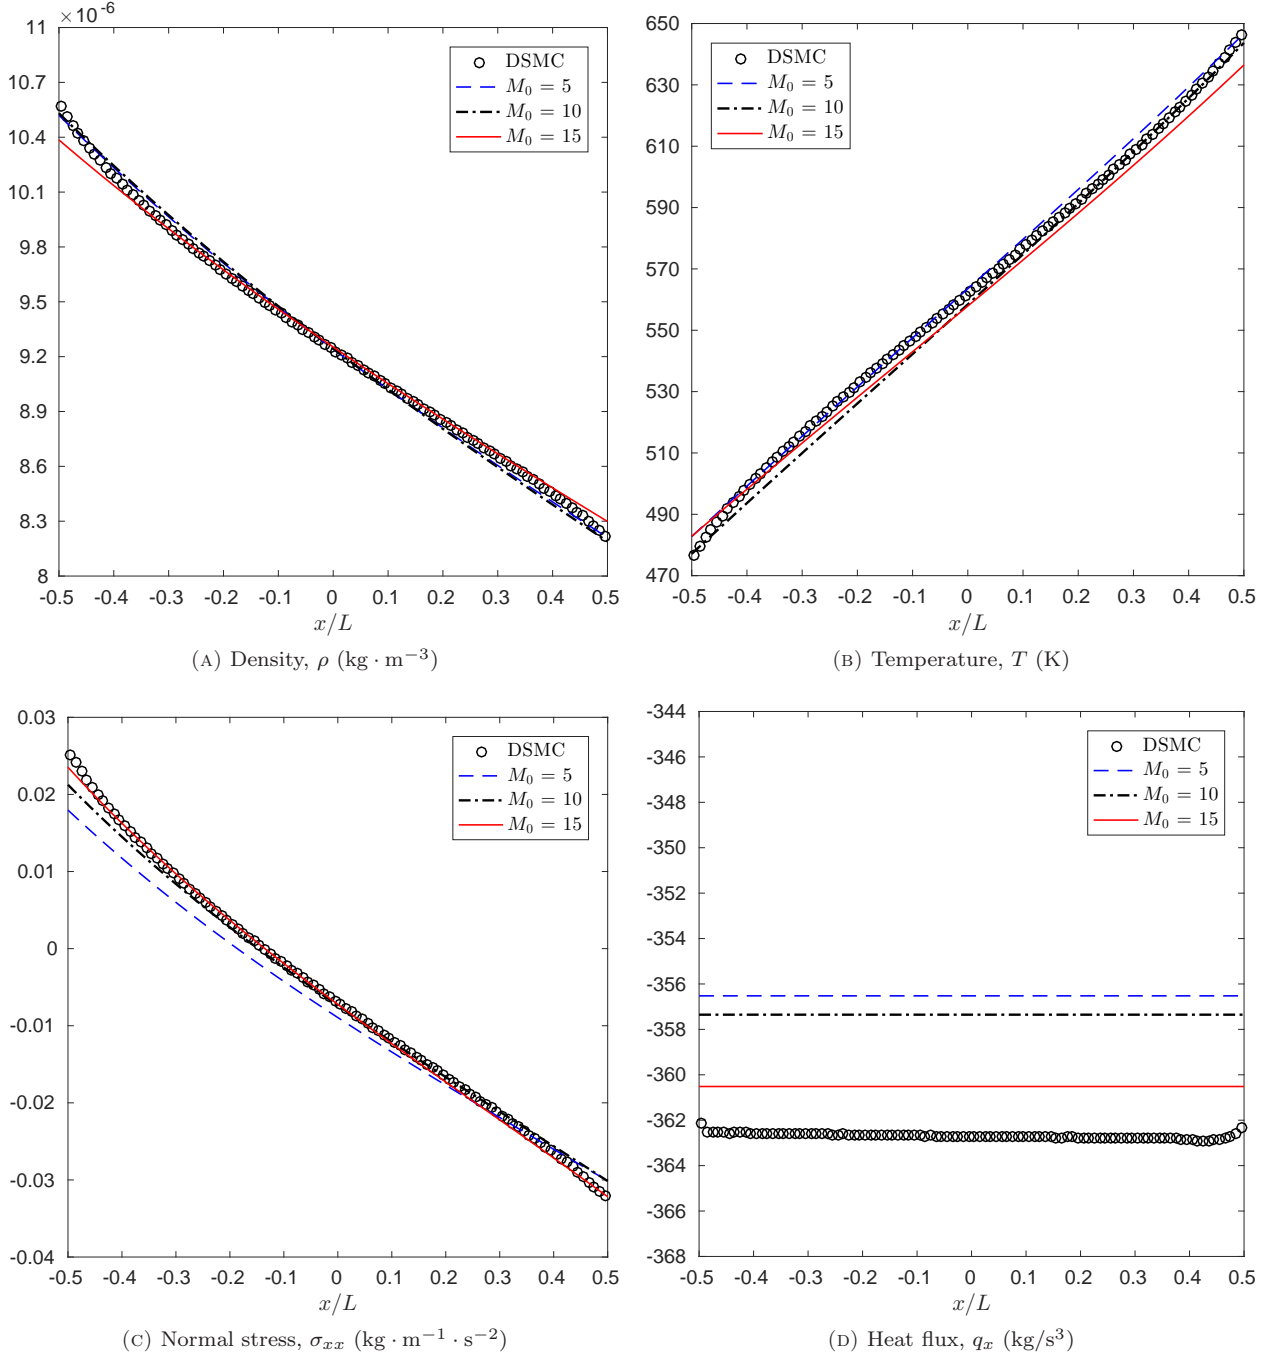 ×10⁻⁶
11
10.7
10.4
10.1
9.8
9.5
9.2
8.9
8.6
8.3
8
-0.5 -0.4 -0.3 -0.2 -0.1 0 0.1 0.2 0.3 0.4 0.5
x/L
DSMC
M₀ = 5
M₀ = 10
M₀ = 15
(A) Density, ρ (kg · m⁻³)
650
630
610
590
570
550
530
510
490
470
-0.5 -0.4 -0.3 -0.2 -0.1 0 0.1 0.2 0.3 0.4 0.5
x/L
DSMC
M₀ = 5
M₀ = 10
M₀ = 15
(B) Temperature, T (K)
0.03
0.02
0.01
0
-0.01
-0.02
-0.03
-0.04
-0.5 -0.4 -0.3 -0.2 -0.1 0 0.1 0.2 0.3 0.4 0.5
x/L
DSMC
M₀ = 5
M₀ = 10
M₀ = 15
(C) Normal stress, σₓₓ (kg · m⁻¹ · s⁻²)
-344
-346
-348
-350
-352
-354
-356
-358
-360
-362
-364
-366
-368
-0.5 -0.4 -0.3 -0.2 -0.1 0 0.1 0.2 0.3 0.4 0.5
x/L
DSMC
M₀ = 5
M₀ = 10
M₀ = 15
(D) Heat flux, qₓ (kg/s³)